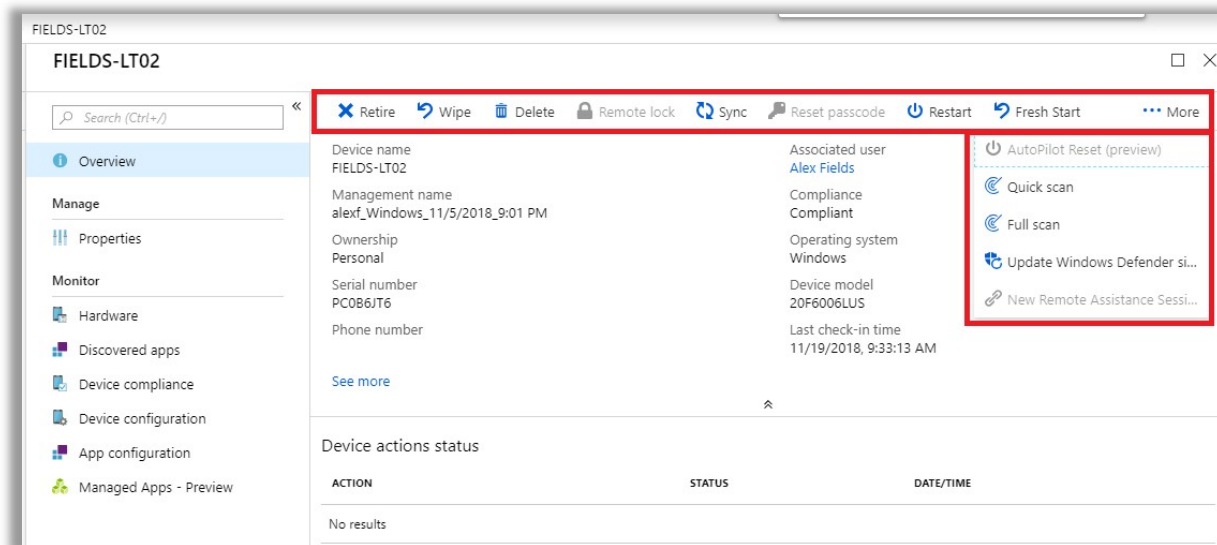 FIELDS-LT02
FIELDS-LT02
Search (Ctrl+/)
Overview
Manage
Properties
Monitor
Hardware
Discovered apps
Device compliance
Device configuration
App configuration
Managed Apps - Preview
Retire Wipe Delete Remote lock Sync Reset passcode Restart Fresh Start ••• More
Device name
FIELDS-LT02
Management name
alexf_Windows_11/5/2018_9:01 PM
Ownership
Personal
Serial number
PC0B6JT6
Phone number
See more
Associated user
Alex Fields
Compliance
Compliant
Operating system
Windows
Device model
20F6006LUS
Last check-in time
11/19/2018, 9:33:13 AM
AutoPilot Reset (preview)
Quick scan
Full scan
Update Windows Defender si...
New Remote Assistance Sessi...
Device actions status
ACTION STATUS DATE/TIME
No results